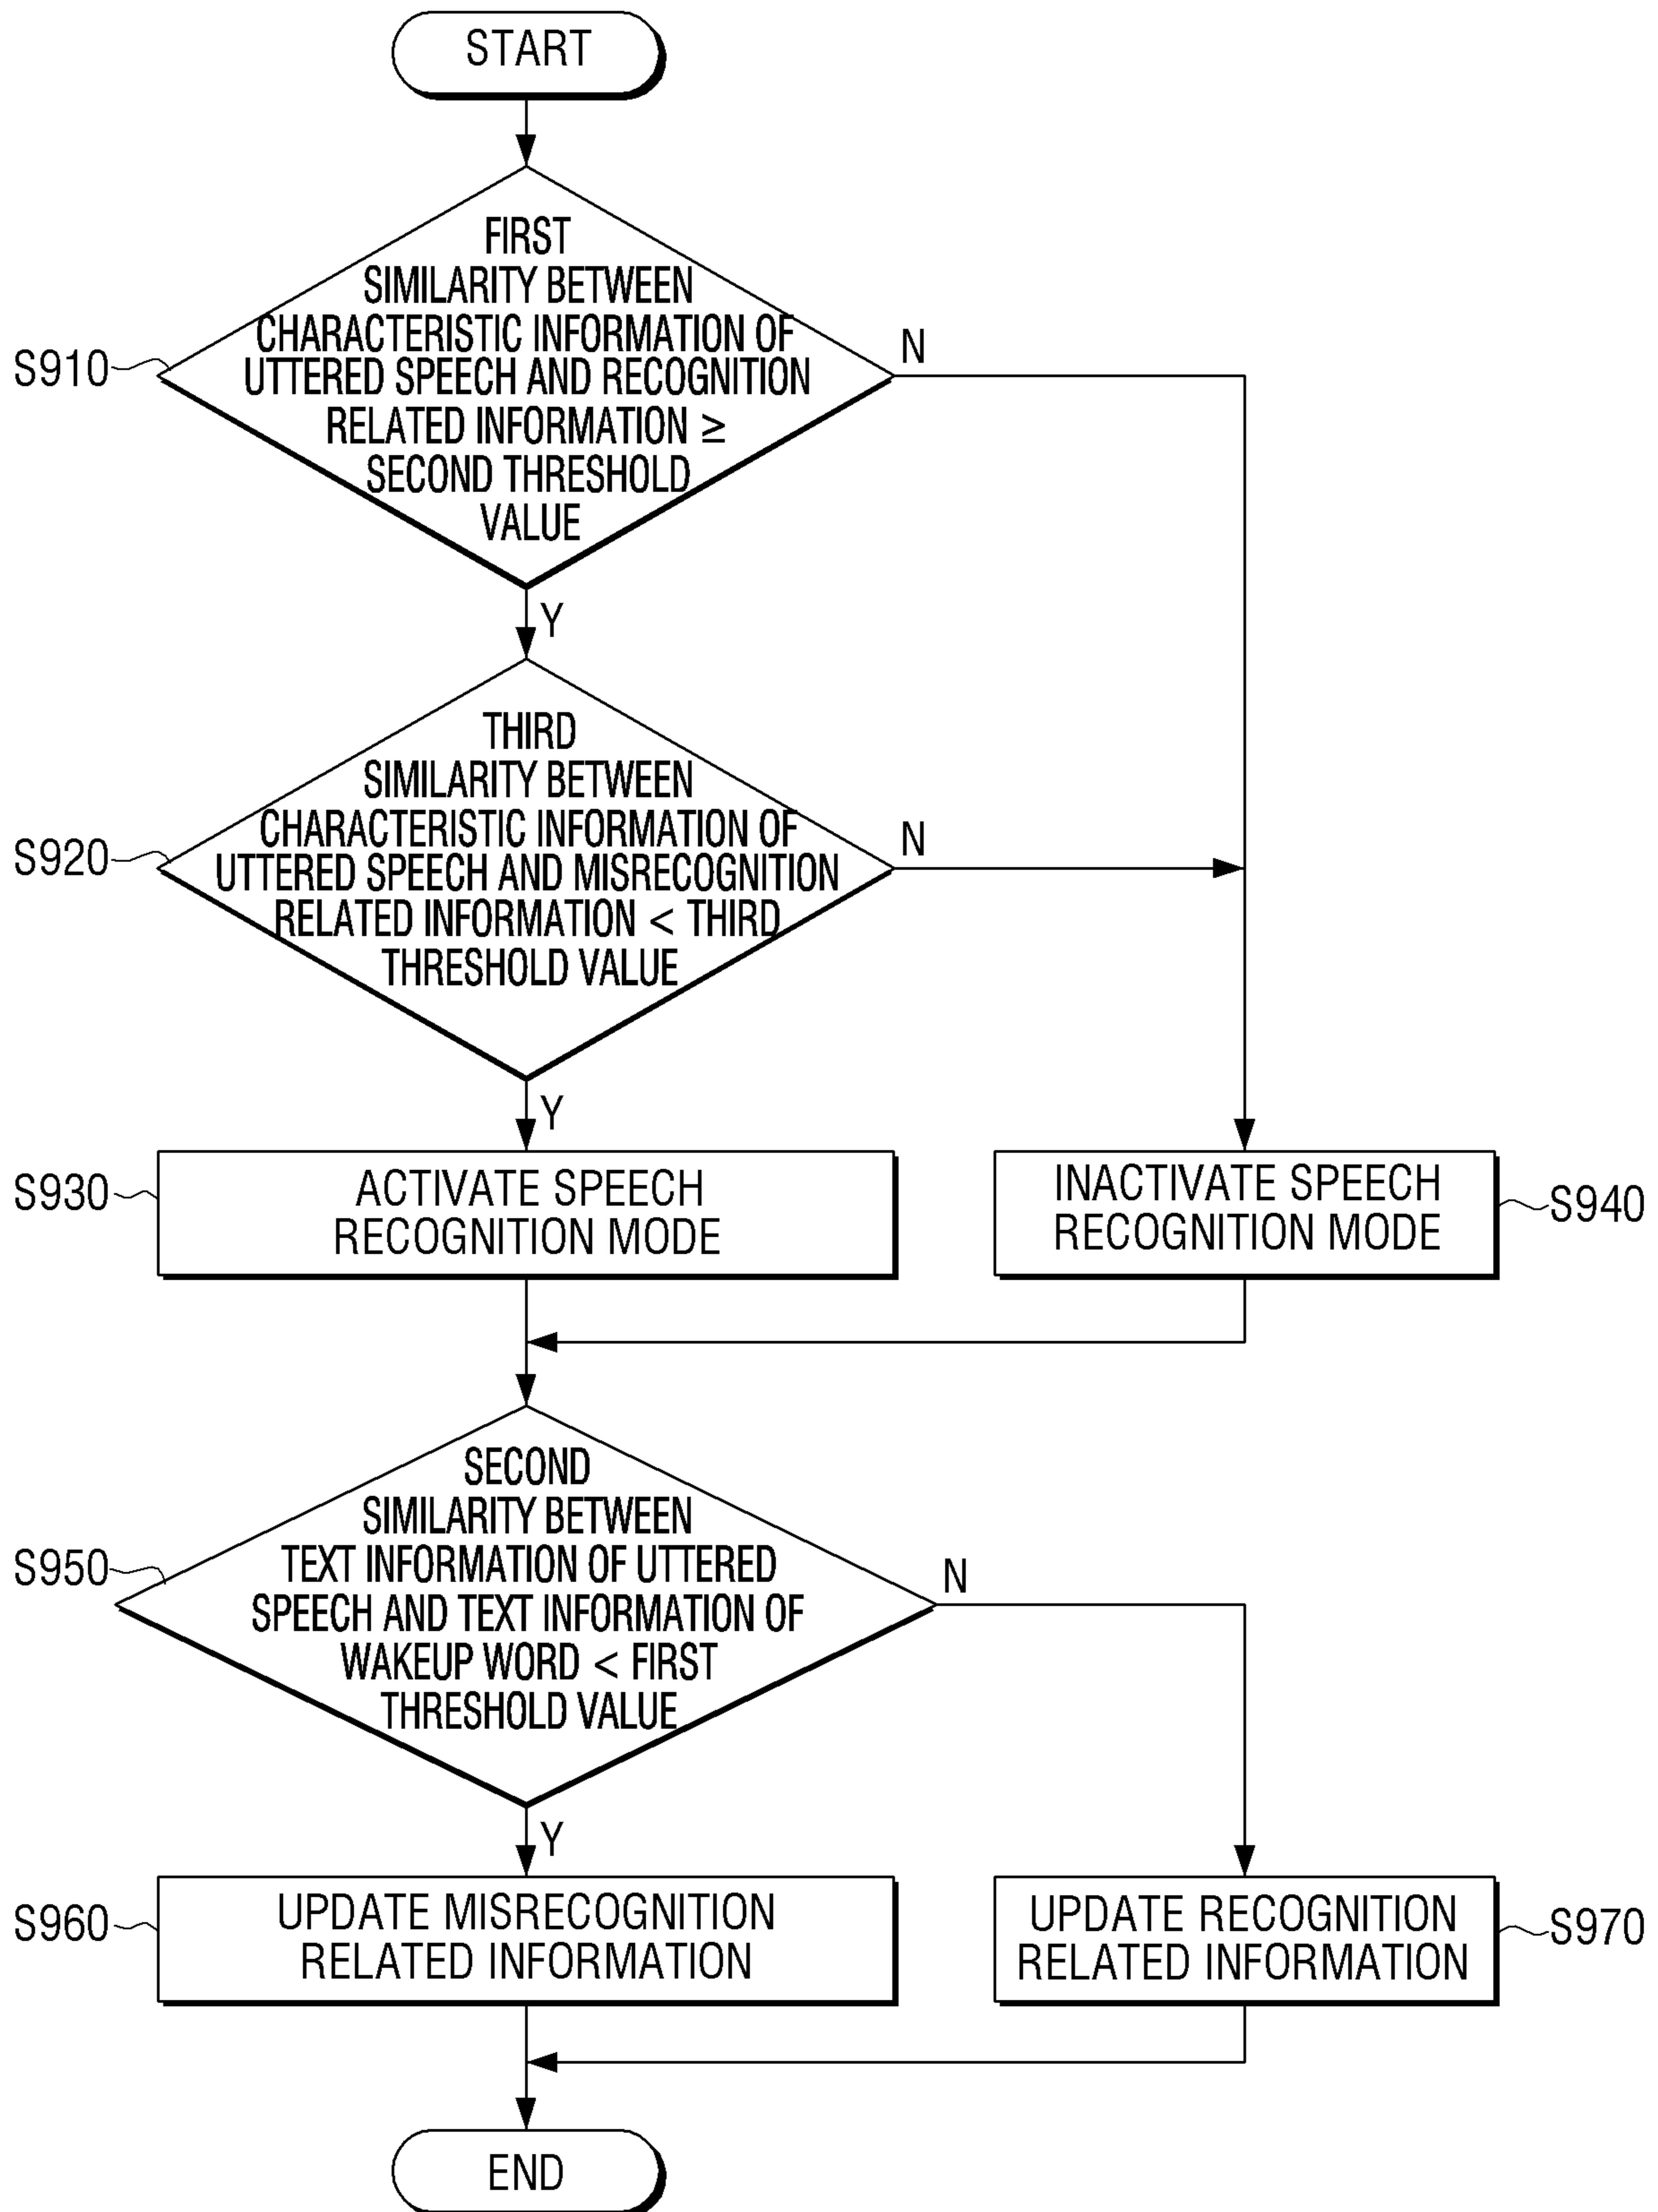 START
FIRST
SIMILARITY BETWEEN
CHARACTERISTIC INFORMATION OF
UTTERED SPEECH AND RECOGNITION
RELATED INFORMATION ≥
SECOND THRESHOLD
VALUE
S910
N
Y
THIRD
SIMILARITY BETWEEN
CHARACTERISTIC INFORMATION OF
UTTERED SPEECH AND MISRECOGNITION
RELATED INFORMATION < THIRD
THRESHOLD VALUE
S920
N
Y
S930
ACTIVATE SPEECH
RECOGNITION MODE
INACTIVATE SPEECH
RECOGNITION MODE
S940
SECOND
SIMILARITY BETWEEN
TEXT INFORMATION OF UTTERED
SPEECH AND TEXT INFORMATION OF
WAKEUP WORD < FIRST
THRESHOLD VALUE
S950
N
Y
S960
UPDATE MISRECOGNITION
RELATED INFORMATION
UPDATE RECOGNITION
RELATED INFORMATION
S970
END